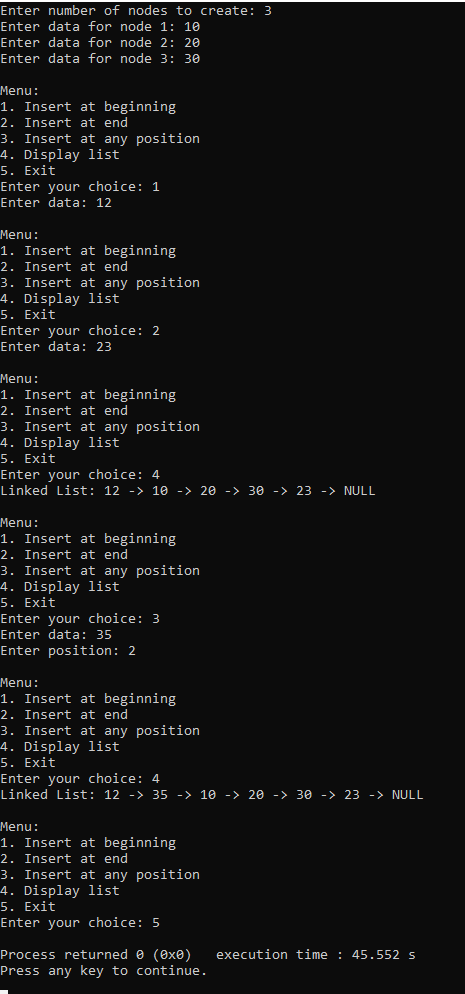 Enter number of nodes to create: 3
Enter data for node 1: 10
Enter data for node 2: 20
Enter data for node 3: 30

Menu:
1. Insert at beginning
2. Insert at end
3. Insert at any position
4. Display list
5. Exit
Enter your choice: 1
Enter data: 12

Menu:
1. Insert at beginning
2. Insert at end
3. Insert at any position
4. Display list
5. Exit
Enter your choice: 2
Enter data: 23

Menu:
1. Insert at beginning
2. Insert at end
3. Insert at any position
4. Display list
5. Exit
Enter your choice: 4
Linked List: 12 -> 10 -> 20 -> 30 -> 23 -> NULL

Menu:
1. Insert at beginning
2. Insert at end
3. Insert at any position
4. Display list
5. Exit
Enter your choice: 3
Enter data: 35
Enter position: 2

Menu:
1. Insert at beginning
2. Insert at end
3. Insert at any position
4. Display list
5. Exit
Enter your choice: 4
Linked List: 12 -> 35 -> 10 -> 20 -> 30 -> 23 -> NULL

Menu:
1. Insert at beginning
2. Insert at end
3. Insert at any position
4. Display list
5. Exit
Enter your choice: 5

Process returned 0 (0x0)   execution time : 45.552 s
Press any key to continue.